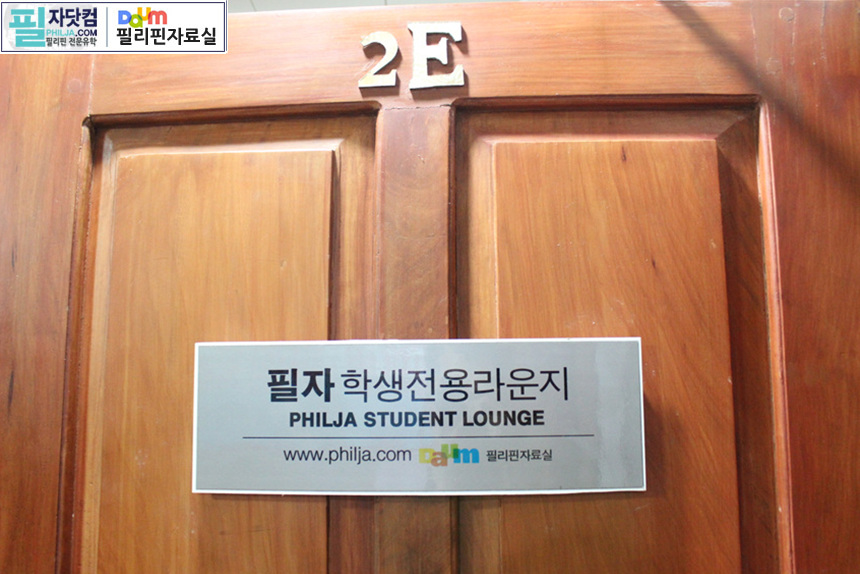 필 자닷컴
PHILJA.COM
필리핀 전문유학
Daum
필리핀자료실
2E
필자 학생전용라운지
PHILJA STUDENT LOUNGE
www.philja.com Daum 필리핀자료실